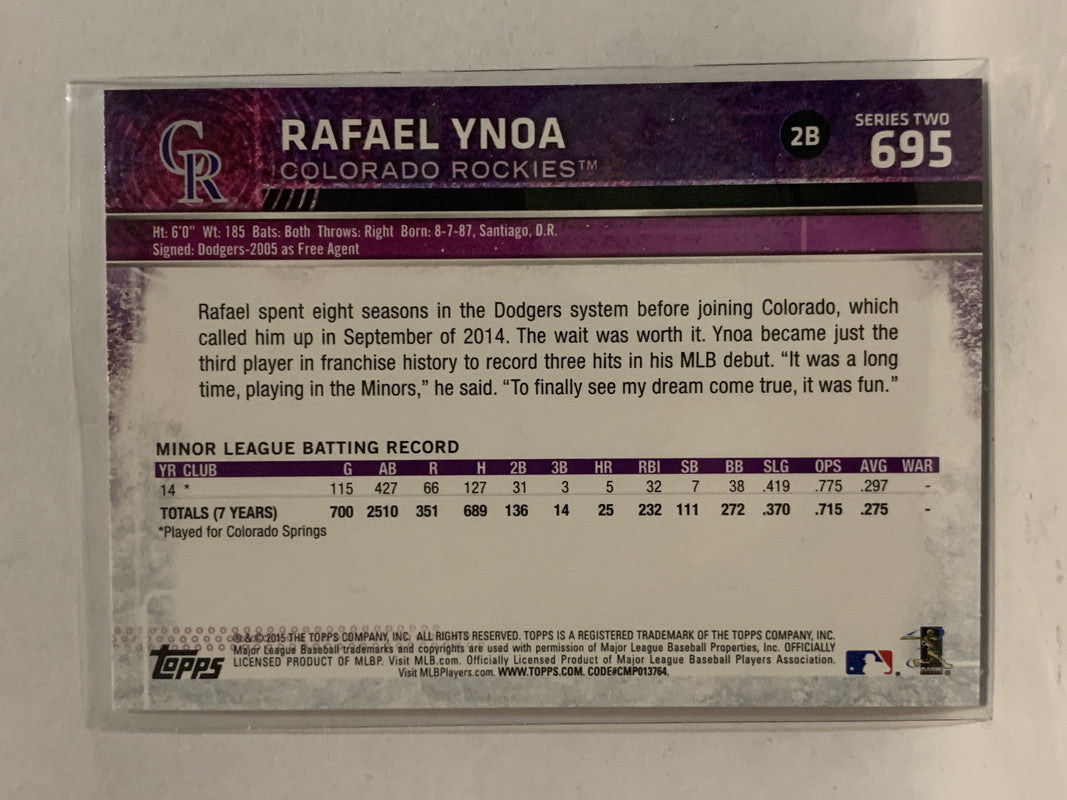 CR
RAFAEL YNOA
COLORADO ROCKIES™
2B
SERIES TWO
695
Ht: 6'0" Wt: 185 Bats: Both Throws: Right Born: 8-7-87, Santiago, D.R.
Signed: Dodgers-2005 as Free Agent
Rafael spent eight seasons in the Dodgers system before joining Colorado, which
called him up in September of 2014. The wait was worth it. Ynoa became just the
third player in franchise history to record three hits in his MLB debut. “It was a long
time, playing in the Minors,” he said. “To finally see my dream come true, it was fun.”
MINOR LEAGUE BATTING RECORD
YR CLUB G AB R H 2B 3B HR RBI SB BB SLG OPS AVG WAR
14 * 115 427 66 127 31 3 5 32 7 38 .419 .775 .297 -
TOTALS (7 YEARS) 700 2510 351 689 136 14 25 232 111 272 .370 .715 .275 -
*Played for Colorado Springs
® & © 2015 THE TOPPS COMPANY, INC. ALL RIGHTS RESERVED. TOPPS IS A REGISTERED TRADEMARK OF THE TOPPS COMPANY, INC.
Major League Baseball trademarks and copyrights are used with permission of Major League Baseball Properties, Inc. OFFICIALLY
LICENSED PRODUCT OF MLBP. Visit MLB.com. Officially Licensed Product of Major League Baseball Players Association.
Visit MLBPlayers.com. WWW.TOPPS.COM. CODE#CMP013764.
Topps